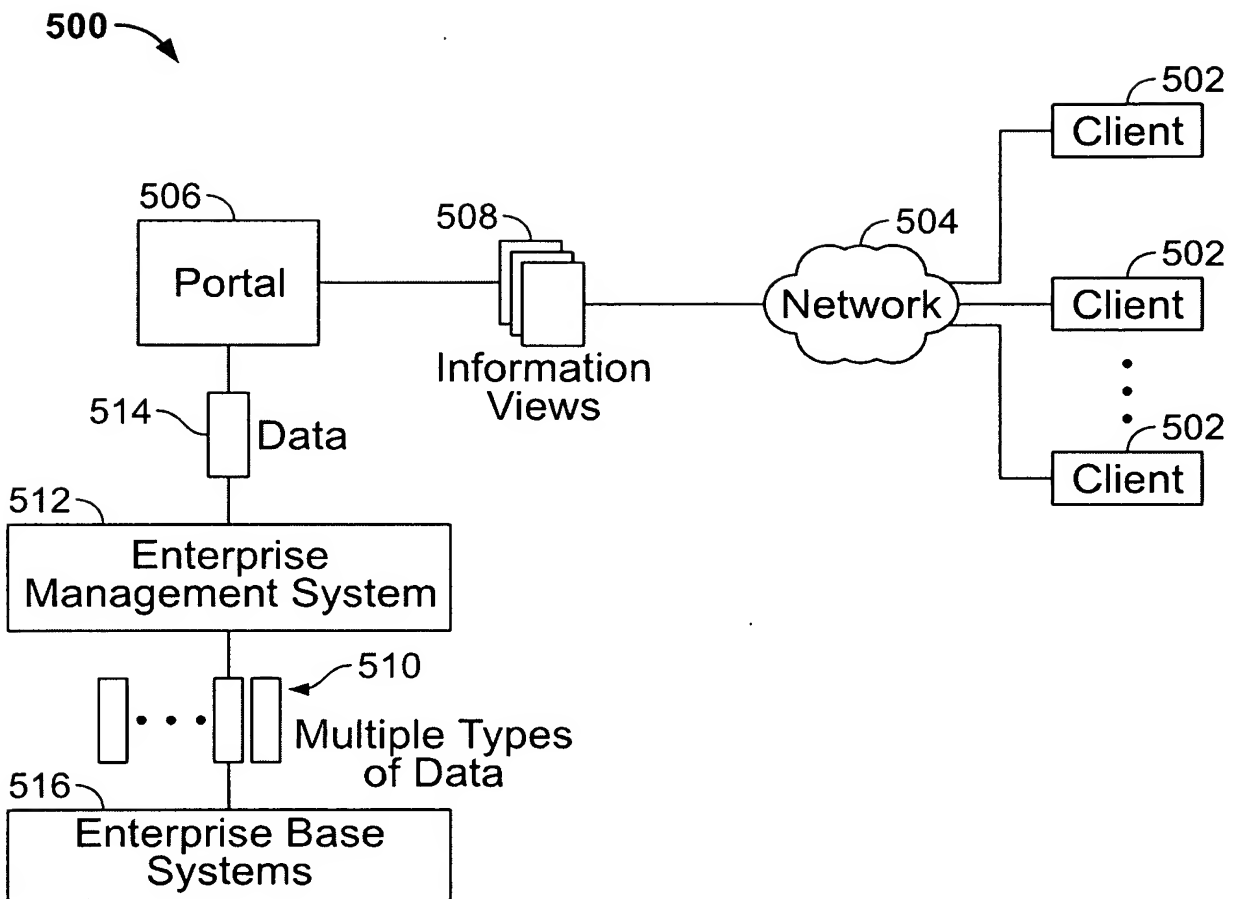 500
502
Client
506
508
504
502
Portal
Network
Client
Information
Views
514
Data
502
Client
512
Enterprise
Management System
510
Multiple Types
of Data
516
Enterprise Base
Systems